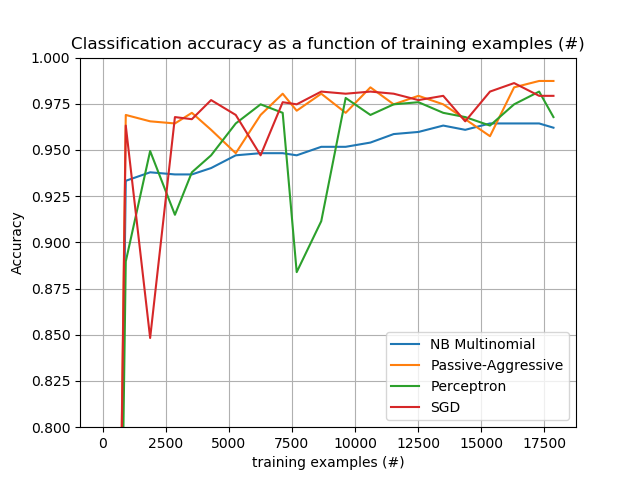 Classification accuracy as a function of training examples (#)
1.000
0.975
0.950
0.925
0.900
0.875
0.850
0.825
0.800
Accuracy
NB Multinomial
Passive-Aggressive
Perceptron
SGD
0 2500 5000 7500 10000 12500 15000 17500
training examples (#)